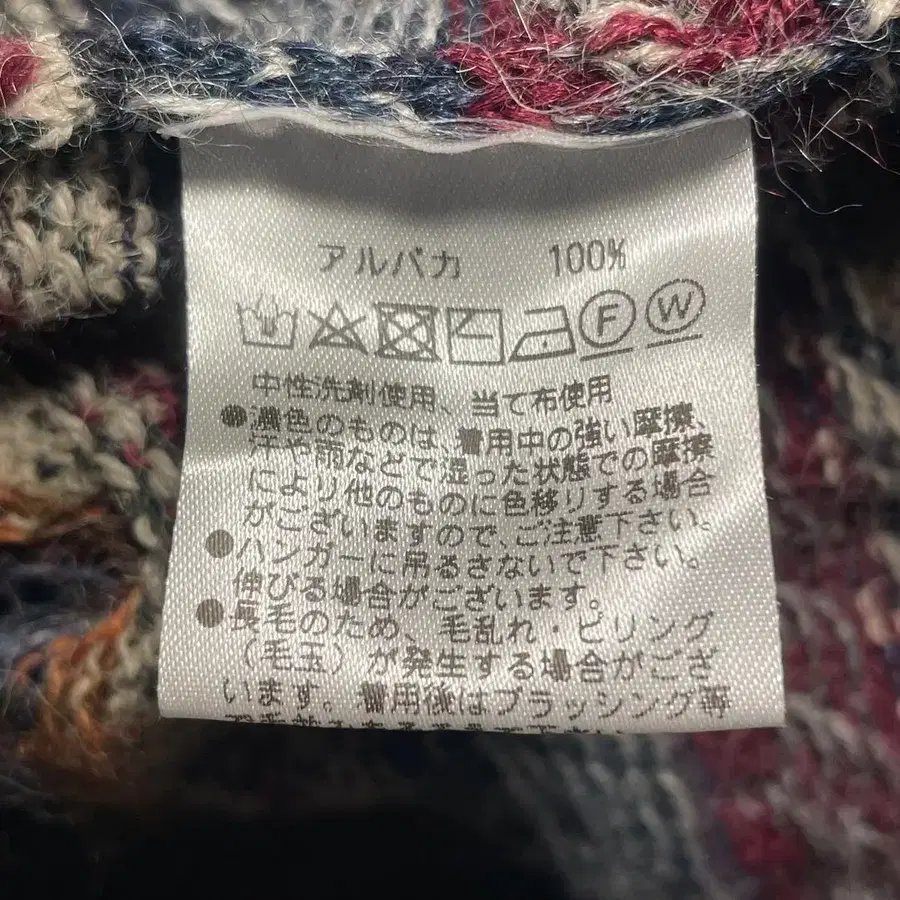 アルパカ 100%
F W
中性洗剤使用、当て布使用
●濃色のものは、着用中の強い摩擦、
汗や雨などで湿った状態での摩擦
により他のものに色移りする場合
がございますので、ご注意下さい。
●ハンガーに吊るさないで下さい。
伸びる場合がございます。
●長毛のため、毛乱れ・ピリング
(毛玉)が発生する場合がござ
います。着用後はブラッシング等